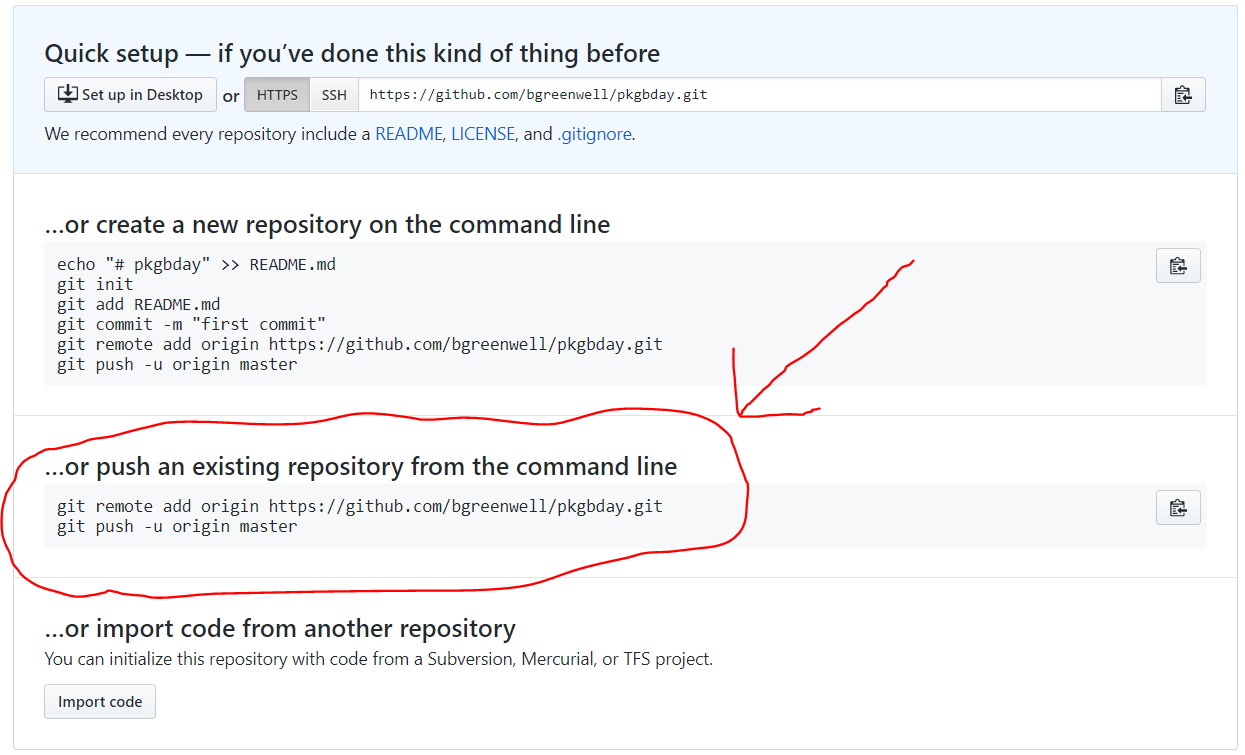 Quick setup — if you’ve done this kind of thing before
Set up in Desktop or HTTPS SSH https://github.com/bgreenwell/pkgbday.git
We recommend every repository include a README, LICENSE, and .gitignore.
…or create a new repository on the command line
echo "# pkgbday" >> README.md
git init
git add README.md
git commit -m "first commit"
git remote add origin https://github.com/bgreenwell/pkgbday.git
git push -u origin master
…or push an existing repository from the command line
git remote add origin https://github.com/bgreenwell/pkgbday.git
git push -u origin master
…or import code from another repository
You can initialize this repository with code from a Subversion, Mercurial, or TFS project.
Import code